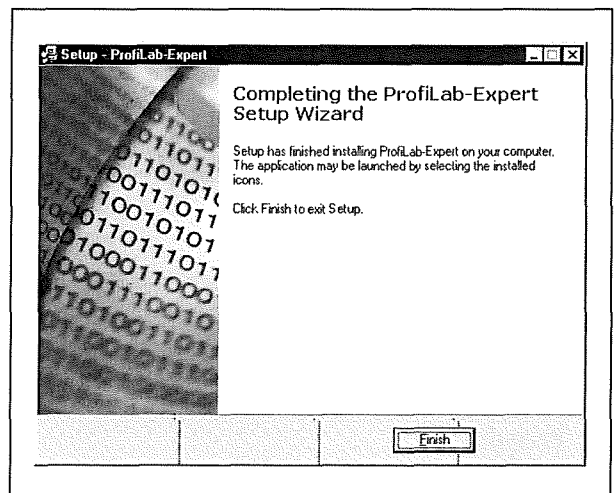 Setup - ProfiLab-Expert
Completing the ProfiLab-Expert
Setup Wizard
Setup has finished installing ProfiLab-Expert on your computer.
The application may be launched by selecting the installed
icons.
Click Finish to exit Setup.
Finish